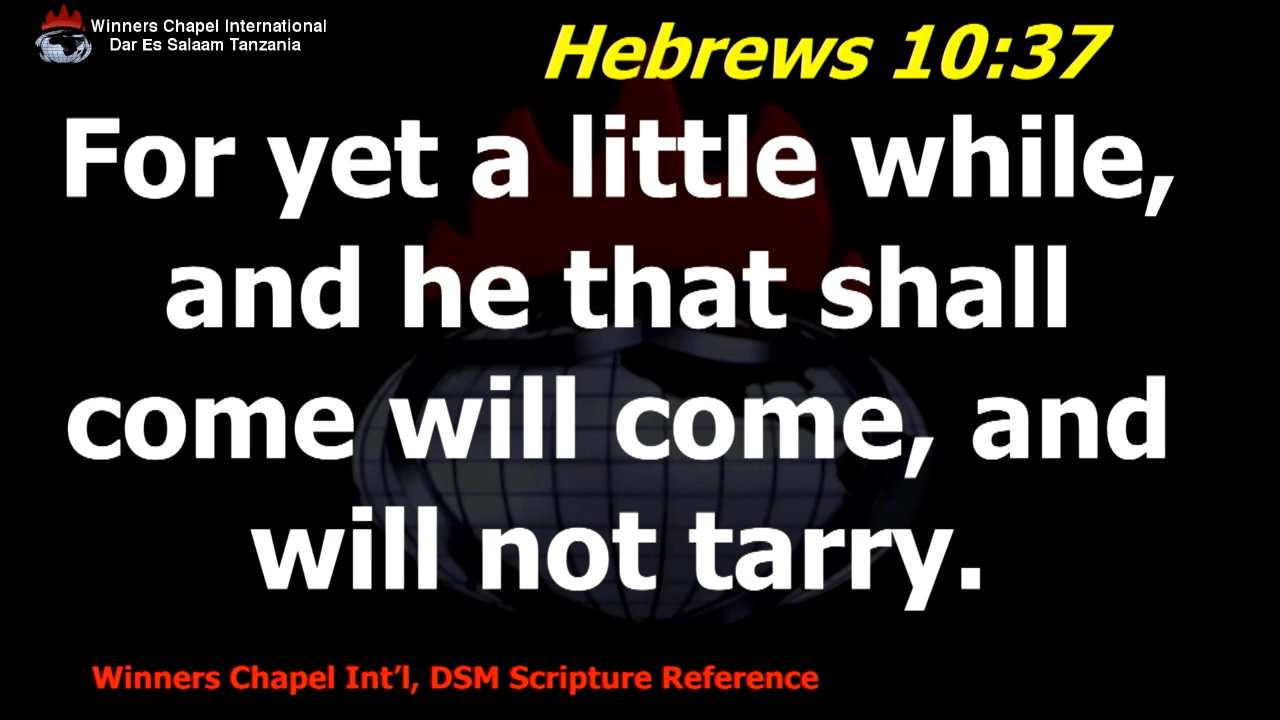 Winners Chapel International
Dar Es Salaam Tanzania
Hebrews 10:37
For yet a little while,
and he that shall
come will come, and
will not tarry.
Winners Chapel Int’l, DSM Scripture Reference